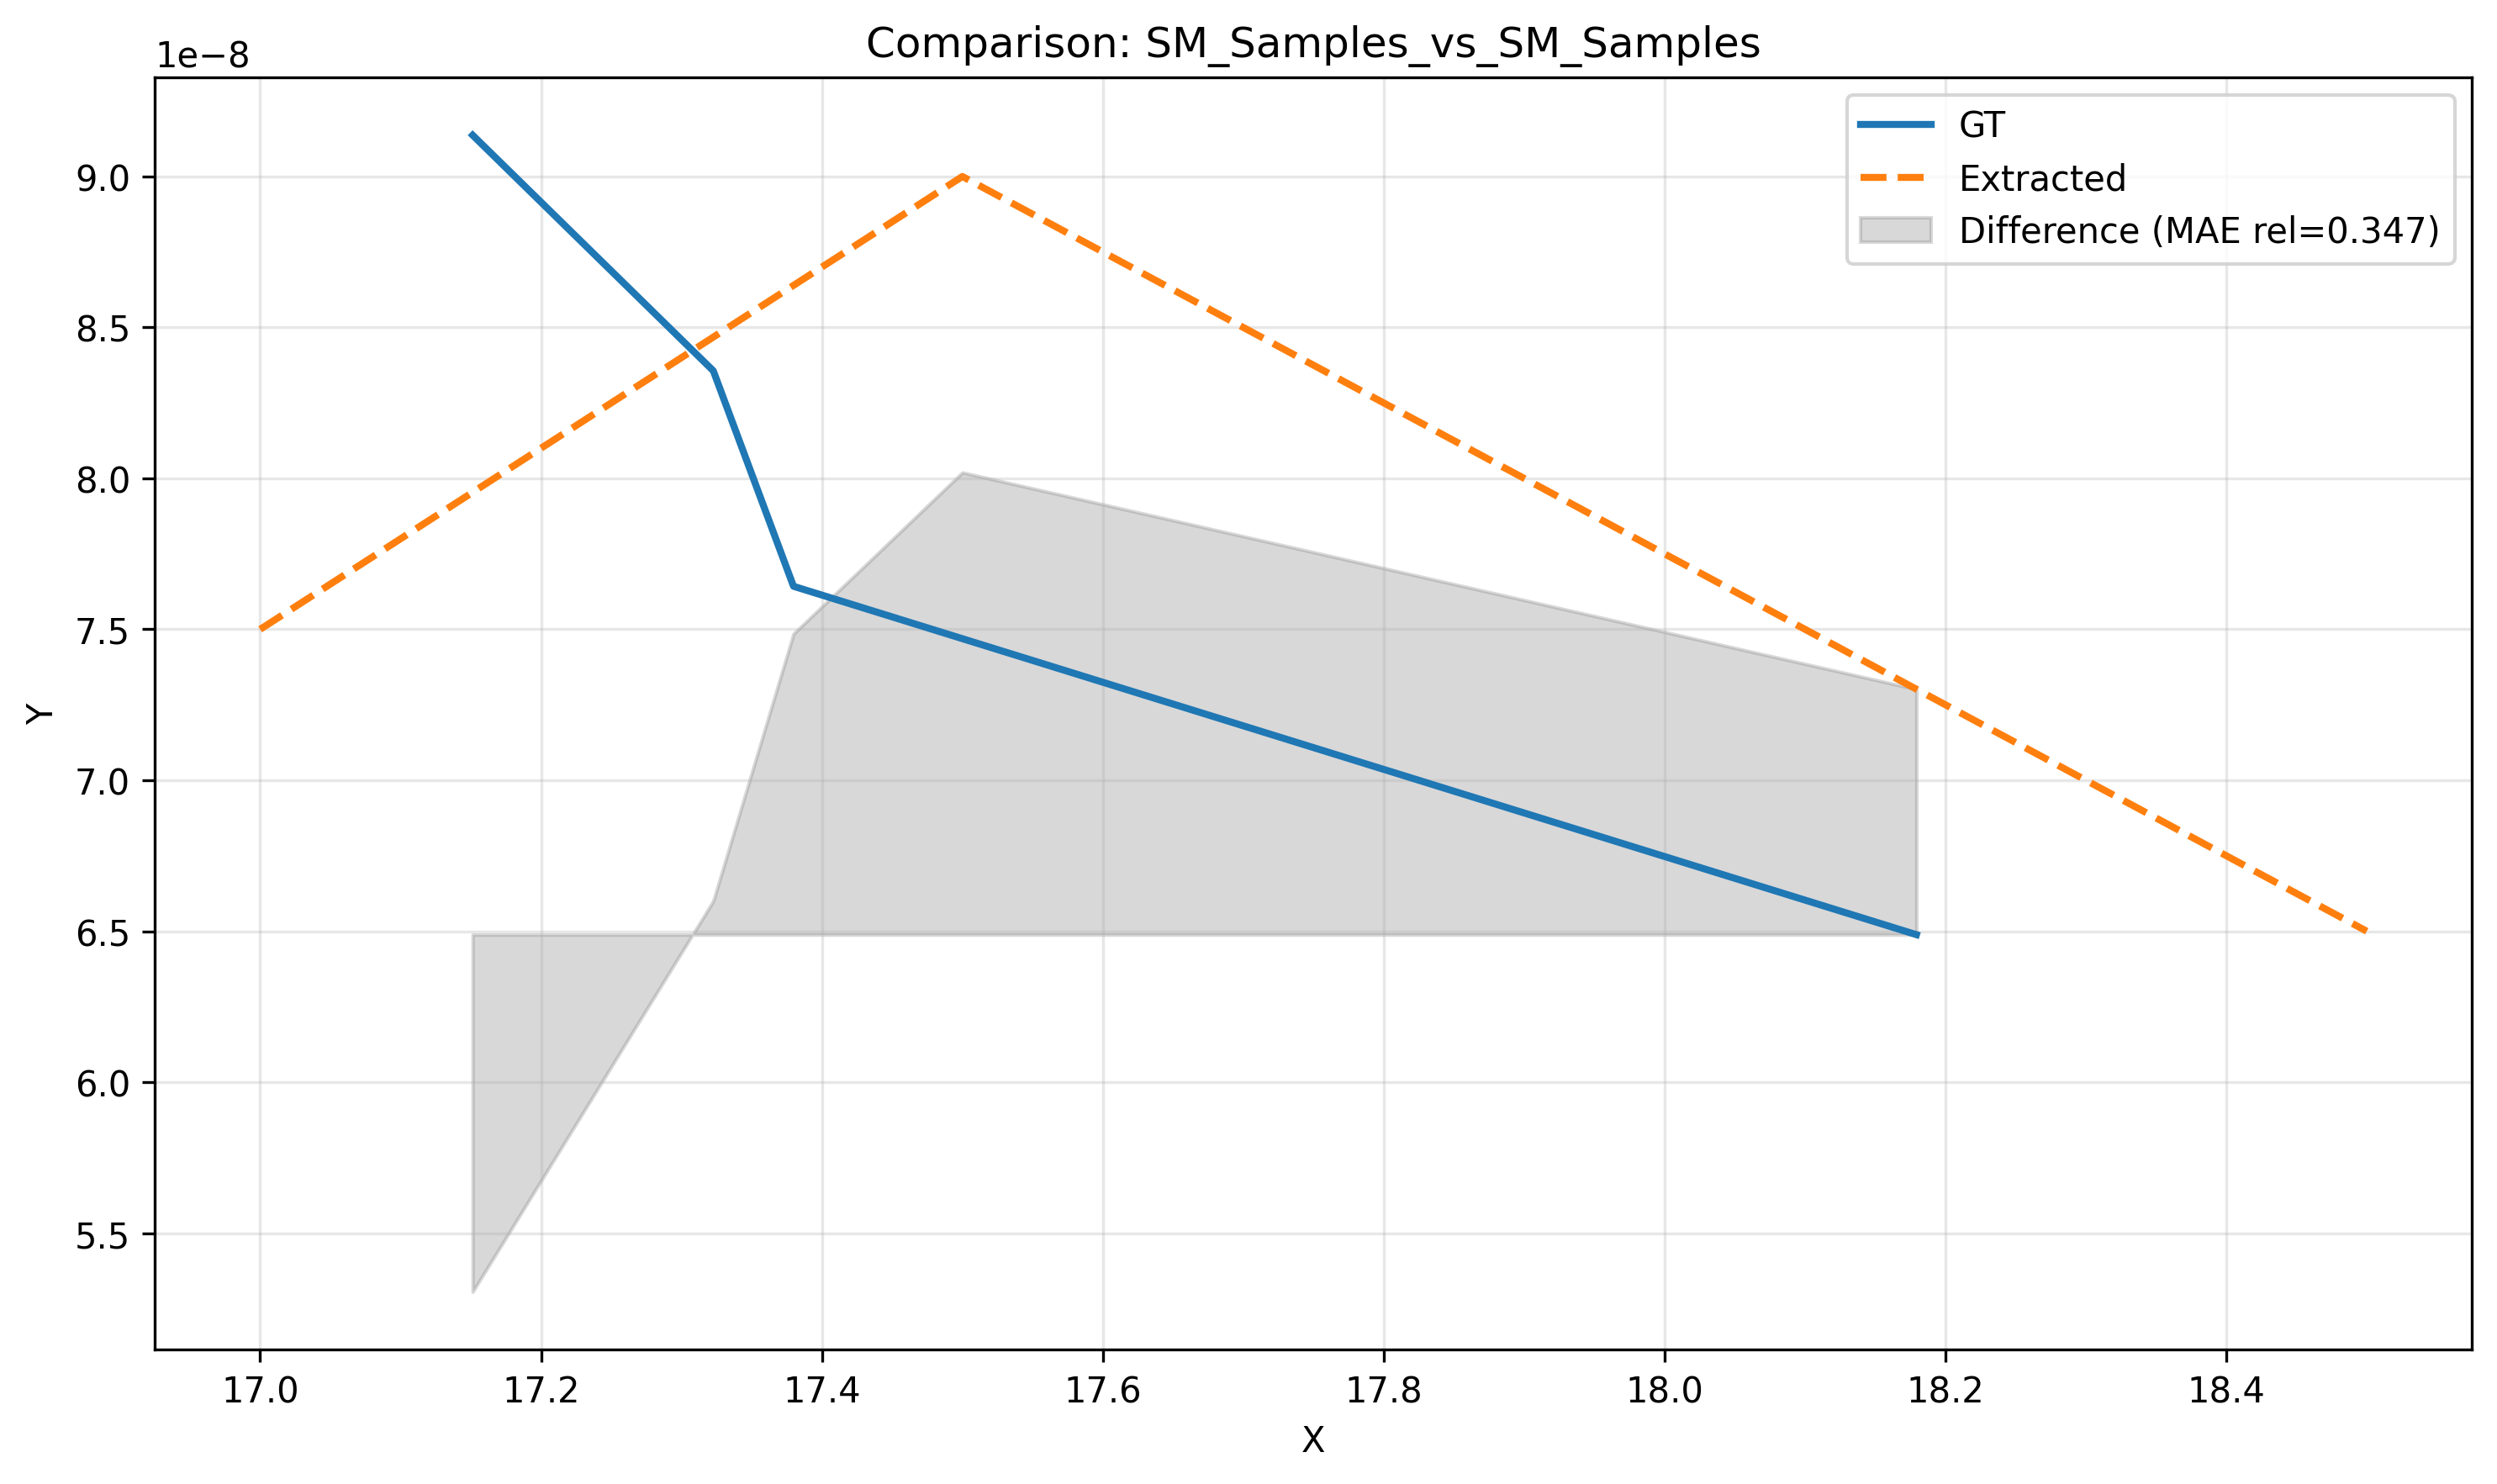 Comparison: SM_Samples_vs_SM_Samples
1e−8
GT
Extracted
Difference (MAE rel=0.347)
9.0
8.5
8.0
7.5
7.0
6.5
6.0
5.5
Y
17.0 17.2 17.4 17.6 17.8 18.0 18.2 18.4
X